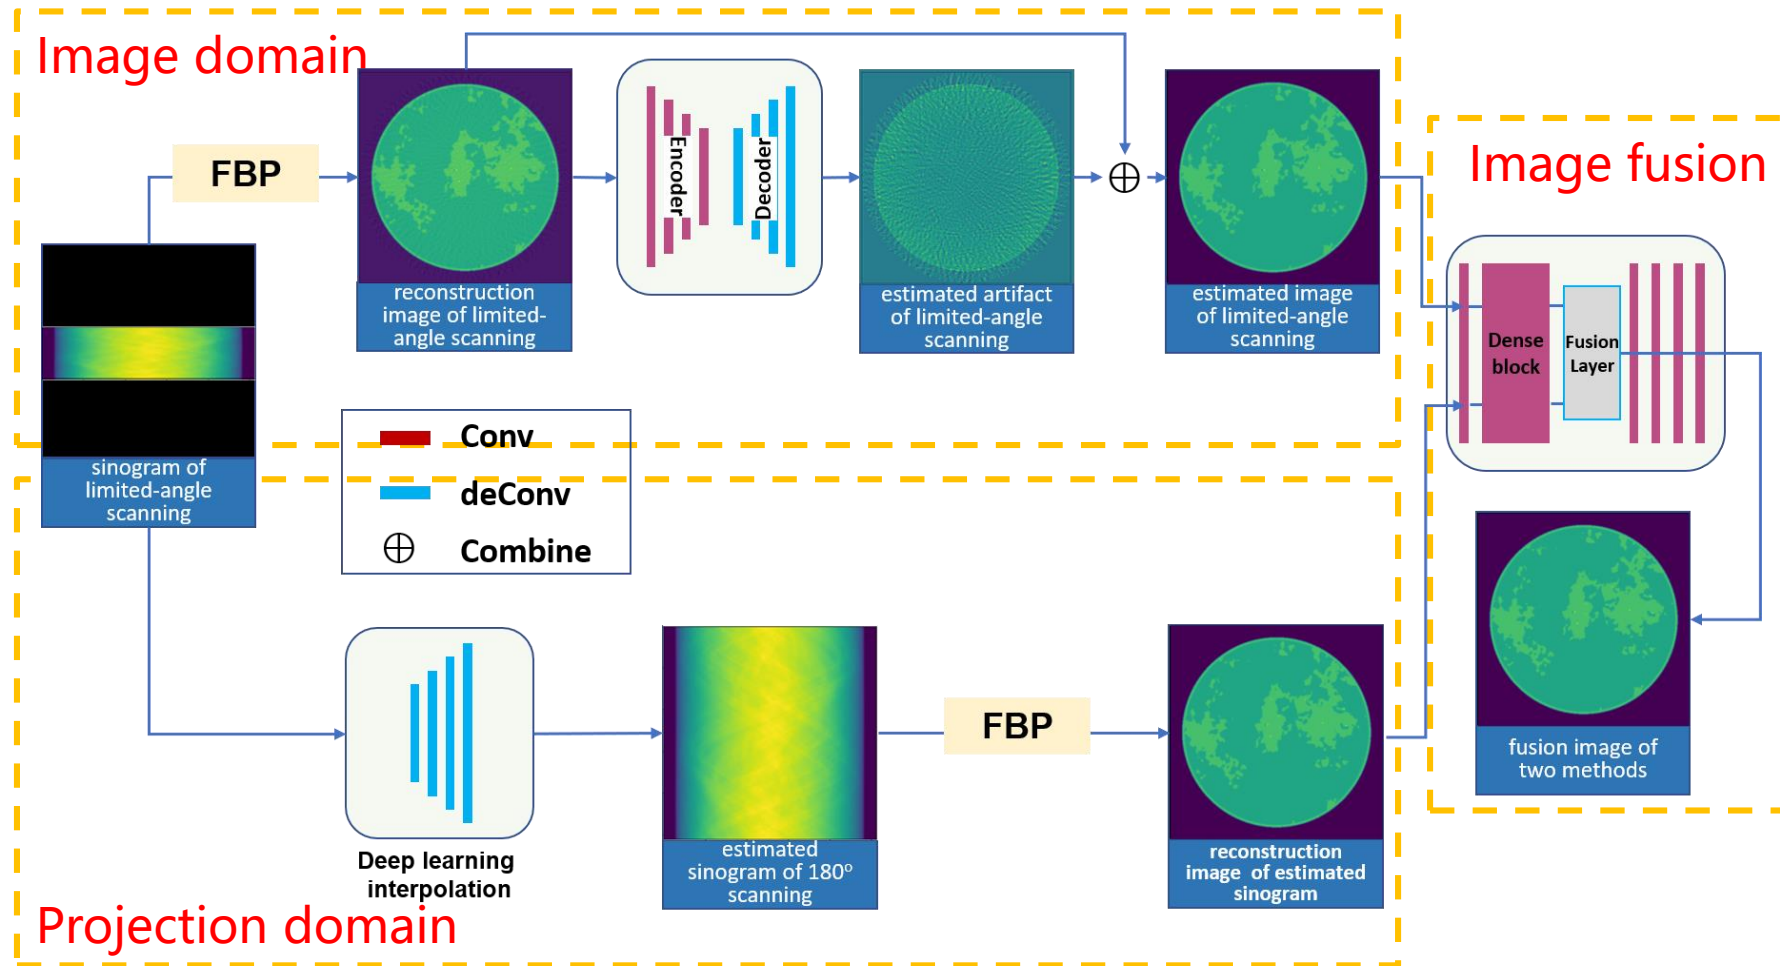 Image domain
FBP
Encoder
Decoder
reconstruction
image of limited-
angle scanning
estimated artifact
of limited-angle
scanning
estimated image
of limited-angle
scanning
sinogram of
limited-angle
scanning
Conv
deConv
Combine
Image fusion
Dense
block
Fusion
Layer
fusion image of
two methods
Deep learning
interpolation
estimated
sinogram of 180°
scanning
FBP
reconstruction
image of estimated
sinogram
Projection domain